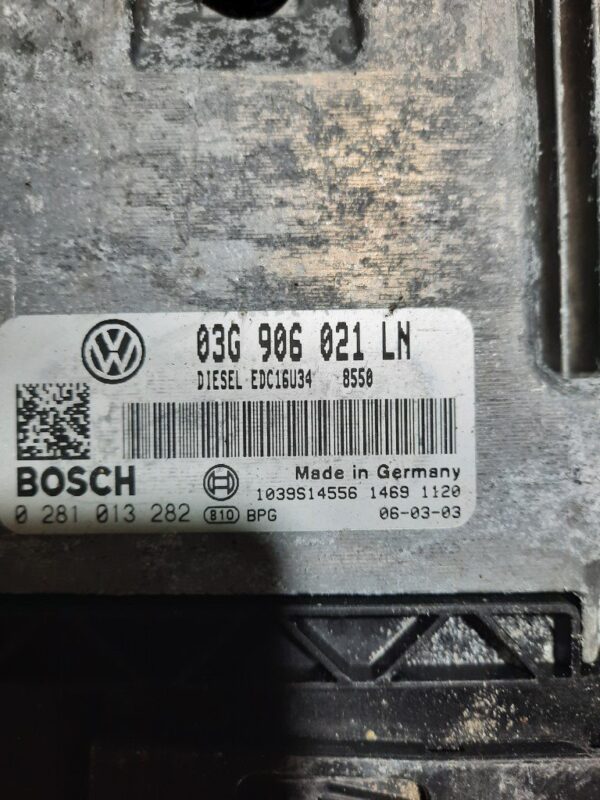 03G 906 021 LN
DIESEL EDC16U34 8550
BOSCH
Made in Germany
1039S14556 1469 1120
0 281 013 282 810 BPG 06-03-03